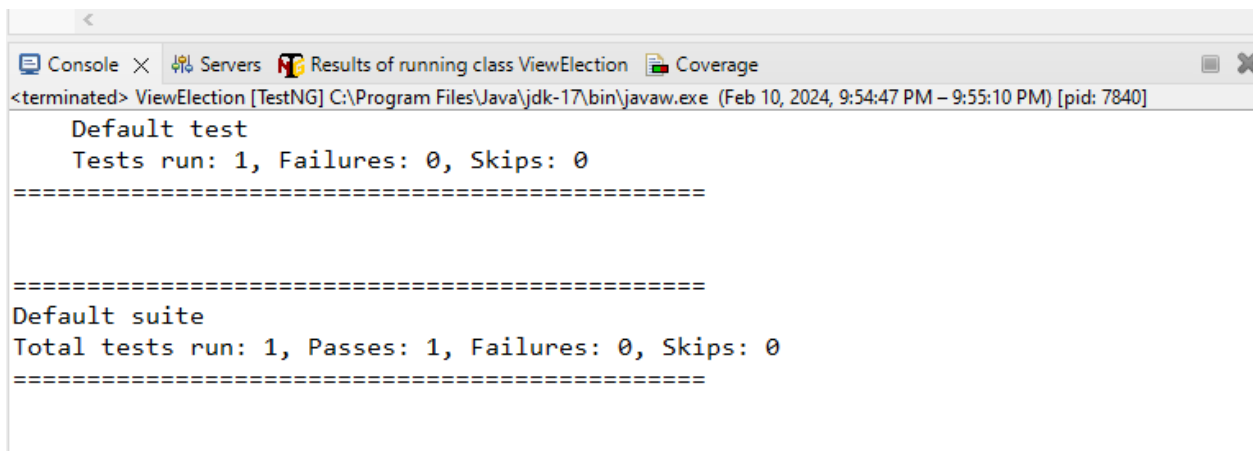 Console Servers Results of running class ViewElection Coverage
<terminated> ViewElection [TestNG] C:\Program Files\Java\jdk-17\bin\javaw.exe (Feb 10, 2024, 9:54:47 PM – 9:55:10 PM) [pid: 7840]
Default test
Tests run: 1, Failures: 0, Skips: 0
===============================================
===============================================
Default suite
Total tests run: 1, Passes: 1, Failures: 0, Skips: 0
===============================================